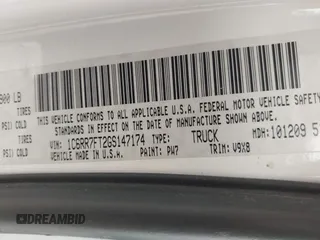 900 LB
TIRES
PSI) COLD
TIRES
PSI) COLD
THIS VEHICLE CONFORMS TO ALL APPLICABLE U.S.A. FEDERAL MOTOR VEHICLE SAFETY
STANDARDS IN EFFECT ON THE DATE OF MANUFACTURE SHOWN ABOVE
VIN: 1C6RR7FT2GS147174 TYPE: TRUCK MDH: 101209 5
MADE IN U.S.A. PAINT: PW7 TRIM: V9X8
DREAMBID